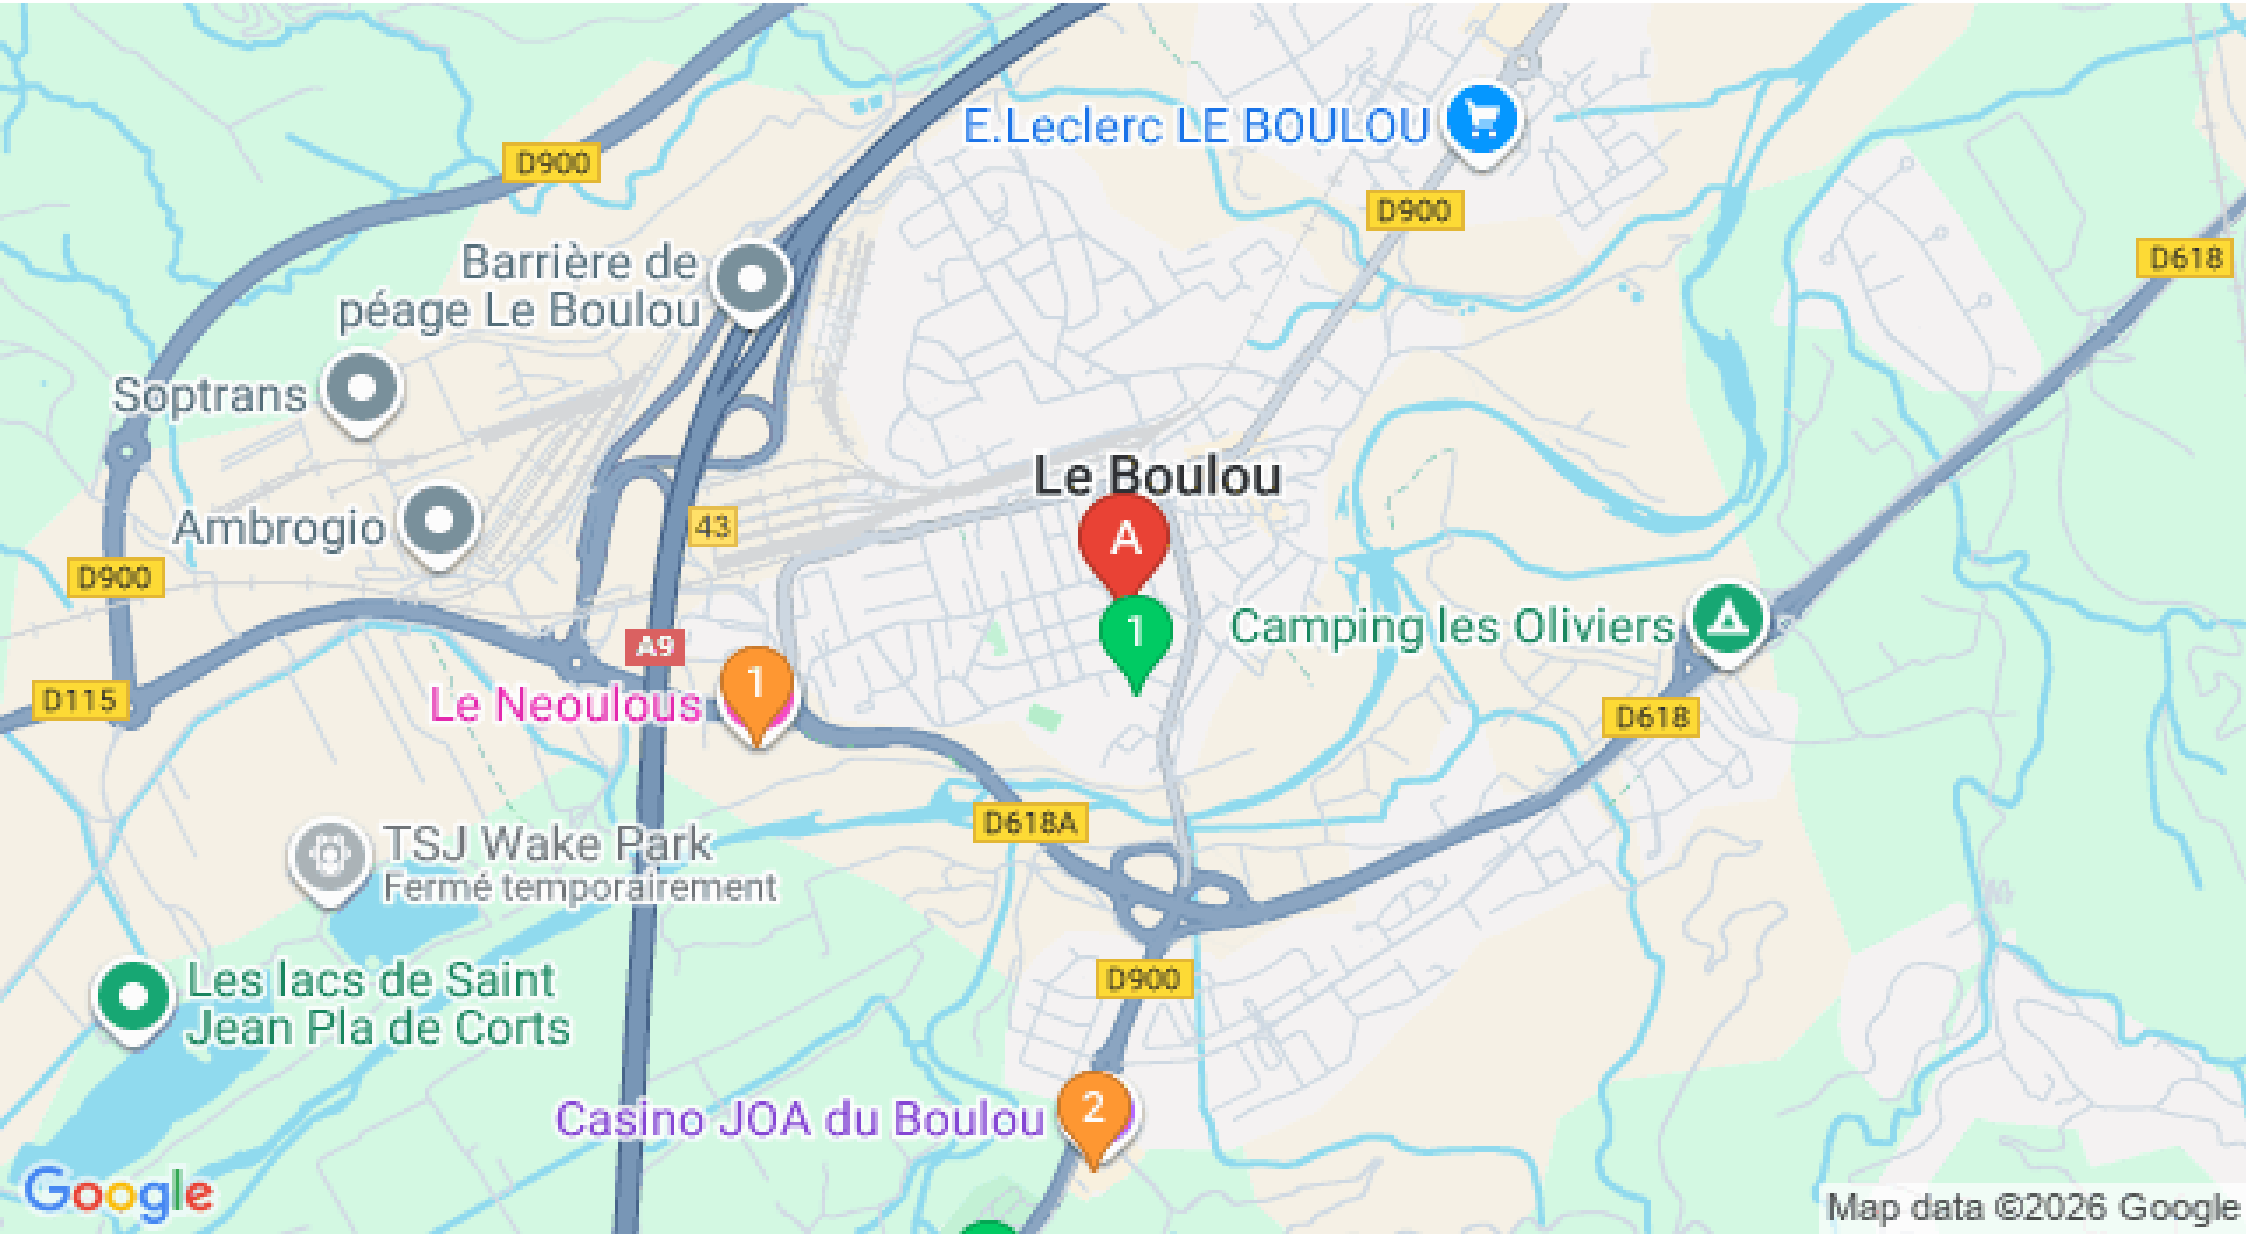 E.Leclerc LE BOULOU
D900
D900
Barrière de
péage Le Boulou
D618
Soptrans
Le Boulou
A
43
Ambrogio
D900
1
Camping les Oliviers
A9
1
D115
Le Neoulous
D618
D618A
TSJ Wake Park
Fermé temporairement
D900
Les lacs de Saint
Jean Pla de Corts
2
Casino JOA du Boulou
Google
Map data ©2026 Google